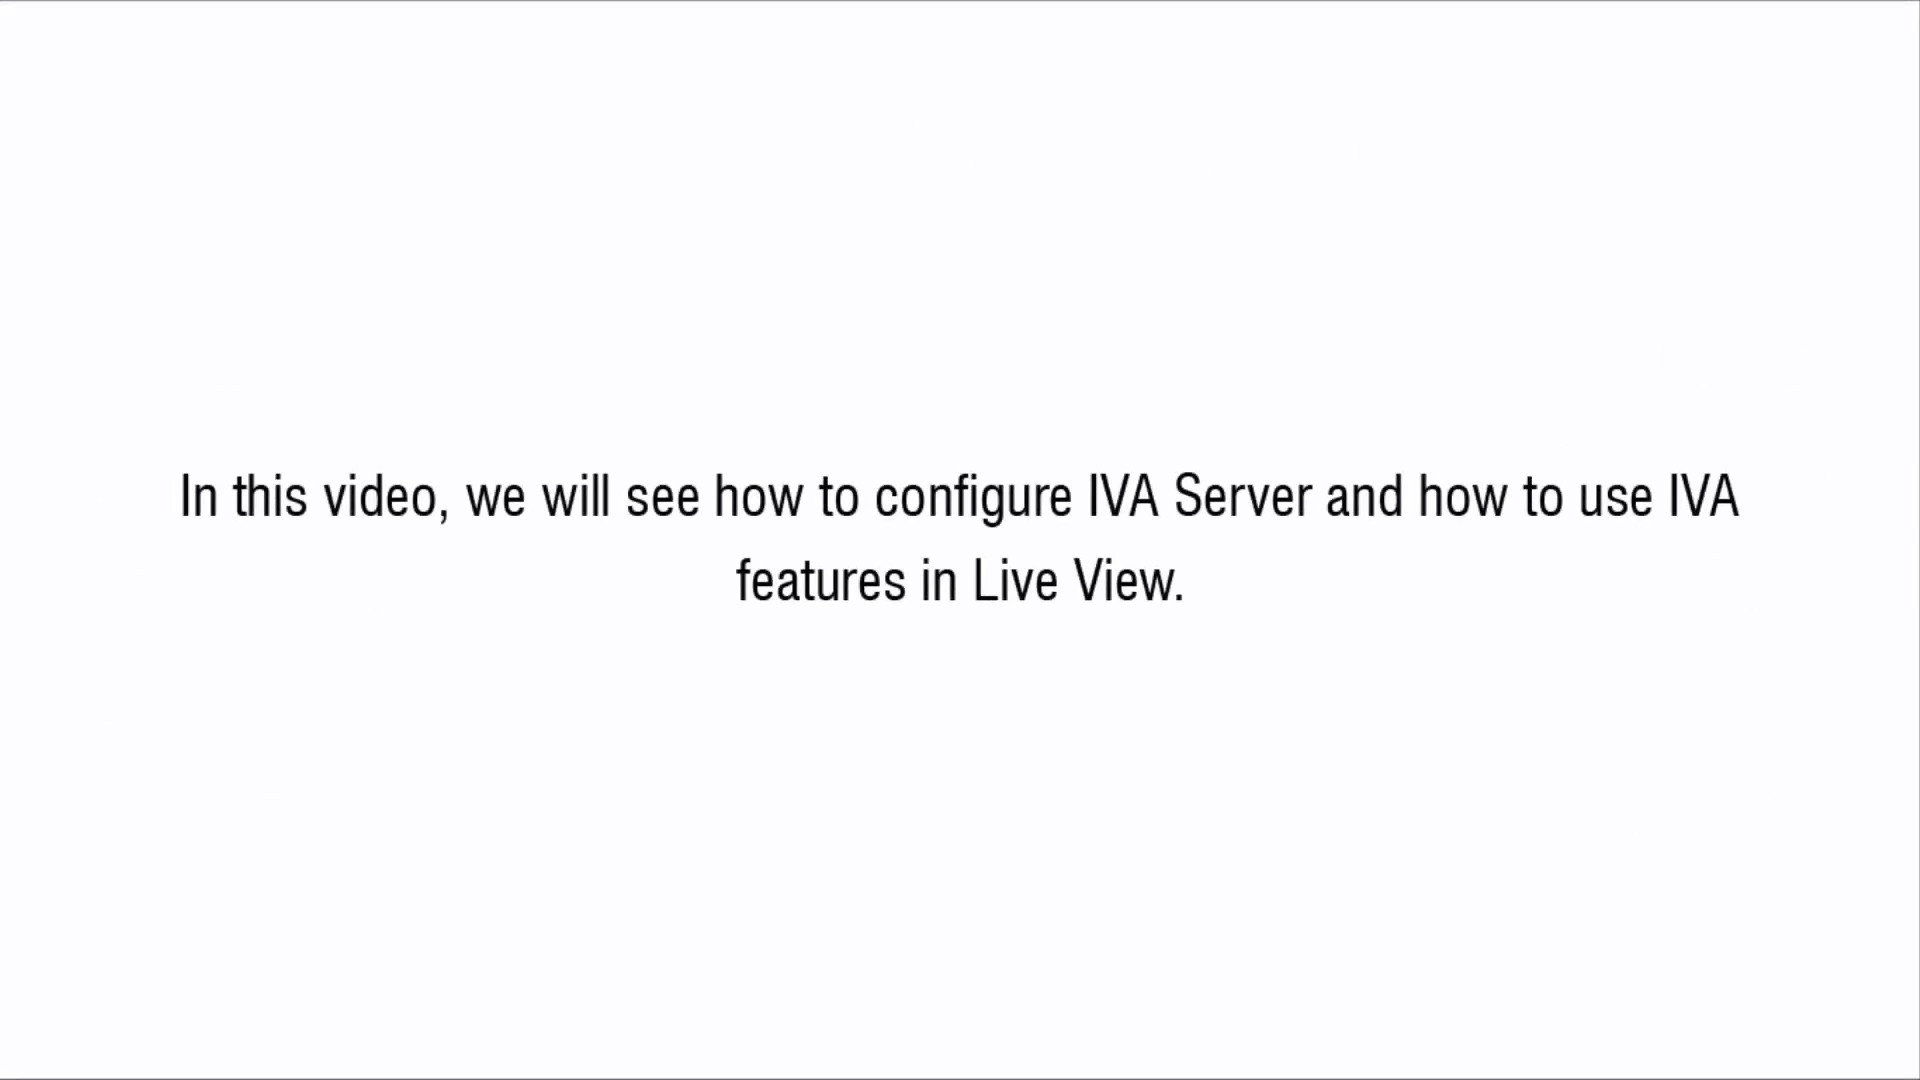 In this video, we will see how to configure IVA Server and how to use IVA
features in Live View.